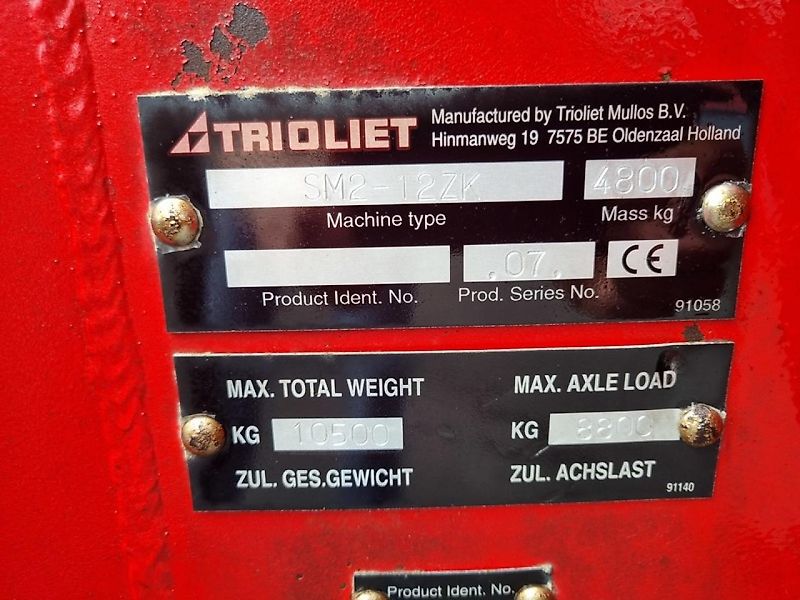 TRIOLIET Manufactured by Trioliet Mullos B.V.
Hinmanweg 19 7575 BE Oldenzaal Holland
SM2-12ZK 4800
Machine type Mass kg
.07. CE
Product Ident. No. Prod. Series No.
91058
MAX. TOTAL WEIGHT MAX. AXLE LOAD
KG 10500 KG 8800
ZUL. GES.GEWICHT ZUL. ACHSLAST
91140
Product Ident. No.